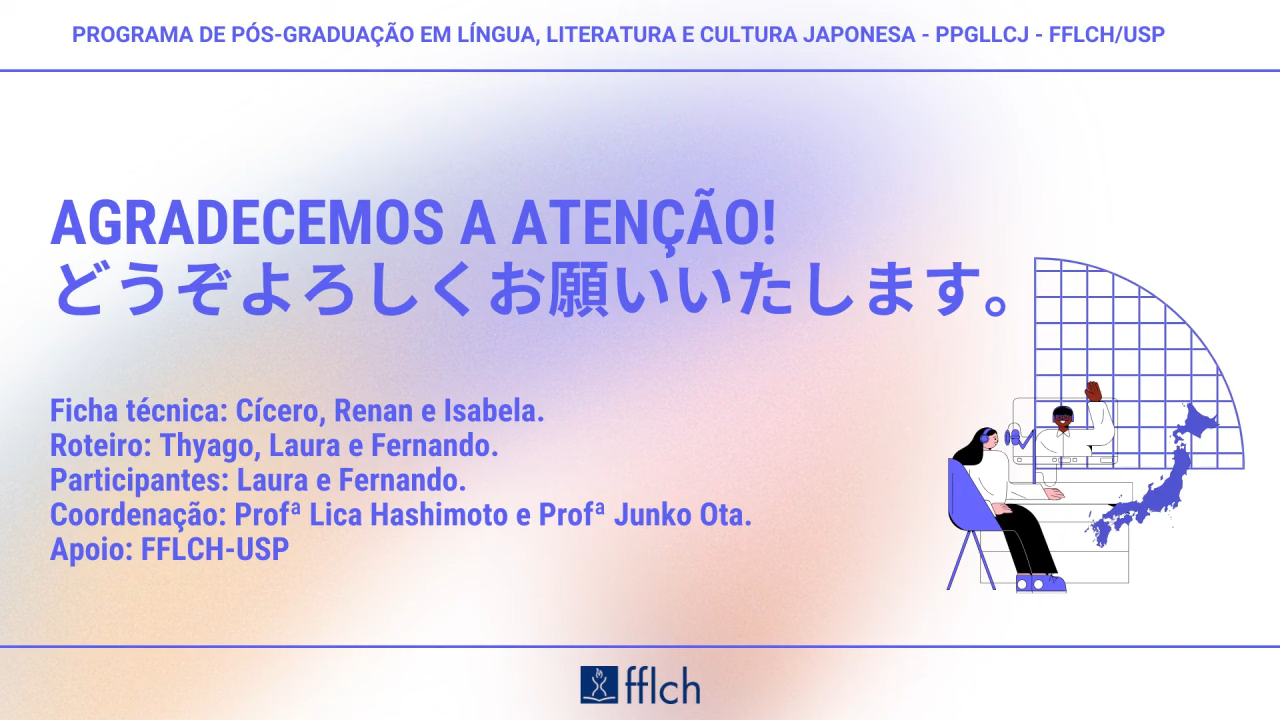 PROGRAMA DE PÓS-GRADUAÇÃO EM LÍNGUA, LITERATURA E CULTURA JAPONESA - PPGLLCJ - FFLCH/USP
AGRADECEMOS A ATENÇÃO!
どうぞよろしくお願いいたします。
Ficha técnica: Cícero, Renan e Isabela.
Roteiro: Thyago, Laura e Fernando.
Participantes: Laura e Fernando.
Coordenação: Profª Lica Hashimoto e Profª Junko Ota.
Apoio: FFLCH-USP
fflch